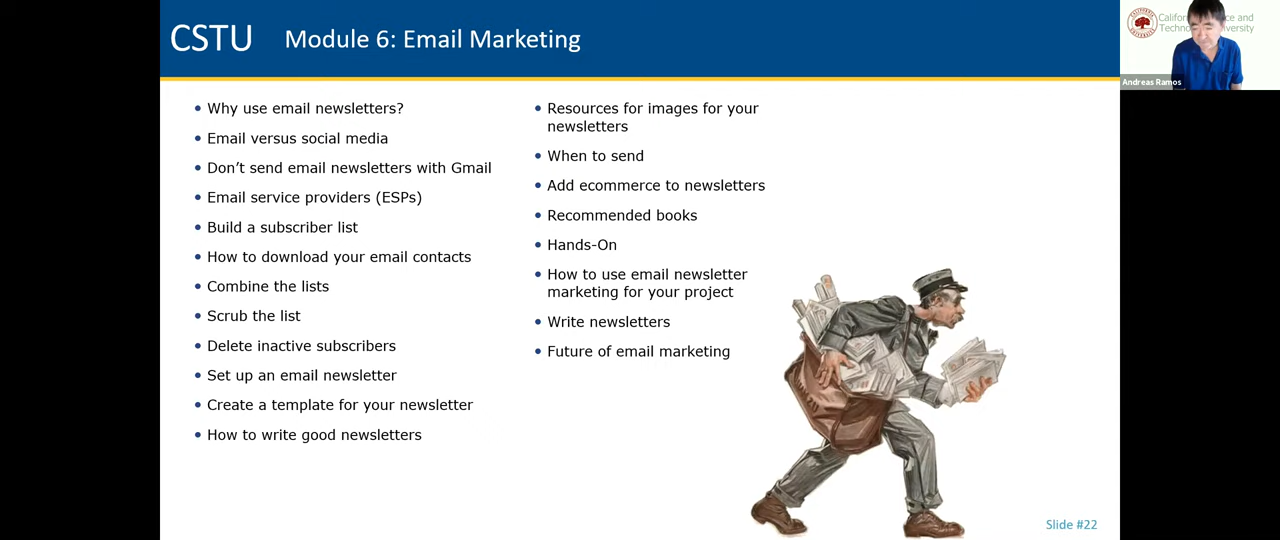 CSTU
Module 6: Email Marketing
• Why use email newsletters?
• Email versus social media
• Don't send email newsletters with Gmail
• Email service providers (ESPs)
• Build a subscriber list
• How to download your email contacts
• Combine the lists
• Scrub the list
• Delete inactive subscribers
• Set up an email newsletter
• Create a template for your newsletter
• How to write good newsletters
• Resources for images for your
newsletters
• When to send
• Add ecommerce to newsletters
• Recommended books
• Hands-On
• How to use email newsletter
marketing for your project
• Write newsletters
• Future of email marketing
Slide #22
Andreas Ramos